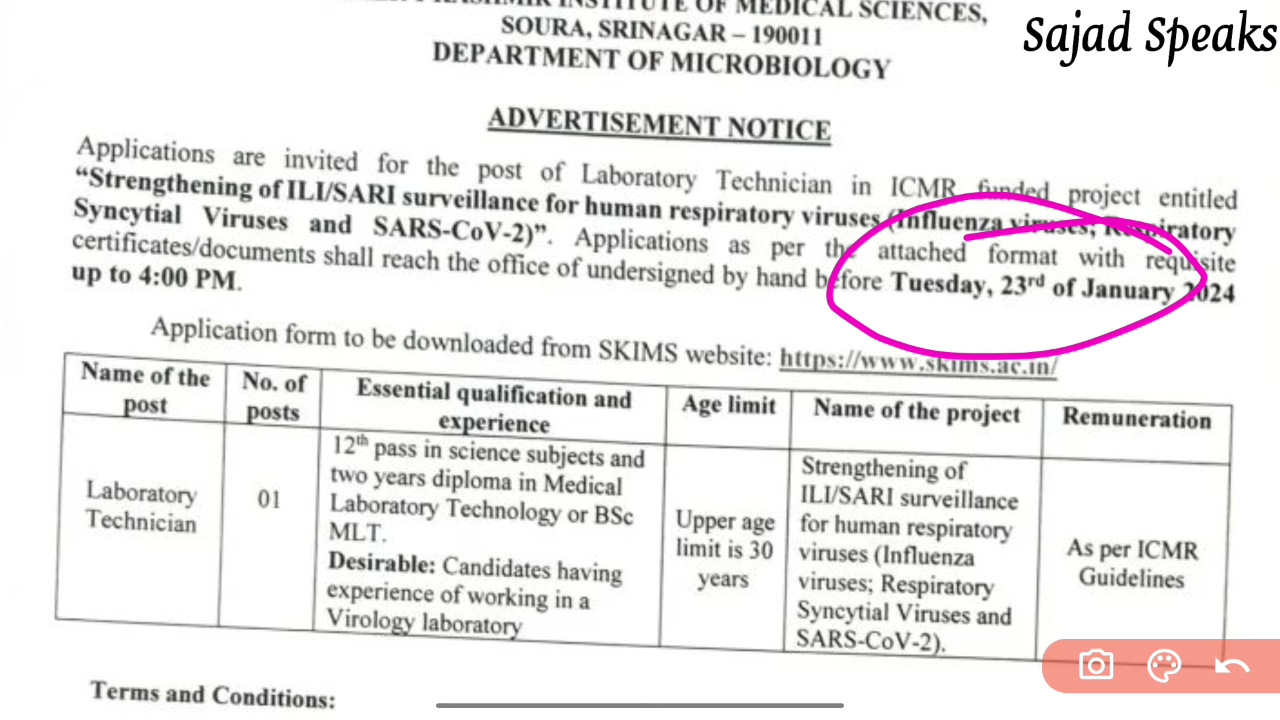 INSTITUTE OF MEDICAL SCIENCES,
SOURA, SRINAGAR – 190011
DEPARTMENT OF MICROBIOLOGY
Sajad Speaks
ADVERTISEMENT NOTICE
Applications are invited for the post of Laboratory Technician in ICMR funded project entitled
“Strengthening of ILI/SARI surveillance for human respiratory viruses (Influenza viruses; Respiratory
Syncytial Viruses and SARS-CoV-2)”. Applications as per the attached format with requisite
certificates/documents shall reach the office of undersigned by hand before Tuesday, 23rd of January 2024
up to 4:00 PM.
Application form to be downloaded from SKIMS website: https://www.skims.ac.in/
Name of the
post
No. of
posts
Essential qualification and
experience
Age limit
Name of the project
Remuneration
Laboratory
Technician
01
12th pass in science subjects and
two years diploma in Medical
Laboratory Technology or BSc
MLT.
Desirable: Candidates having
experience of working in a
Virology laboratory
Upper age
limit is 30
years
Strengthening of
ILI/SARI surveillance
for human respiratory
viruses (Influenza
viruses; Respiratory
Syncytial Viruses and
SARS-CoV-2).
As per ICMR
Guidelines
Terms and Conditions: